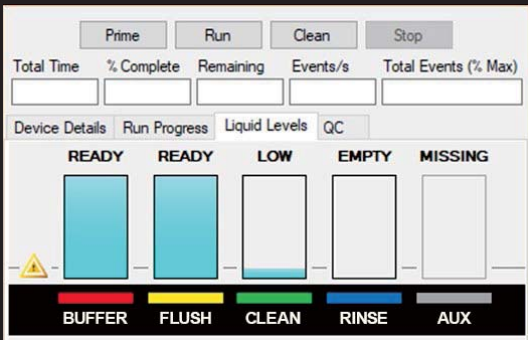 Prime Run Clean Stop
Total Time % Complete Remaining Events/s Total Events (% Max)
Device Details Run Progress Liquid Levels QC
READY READY LOW EMPTY MISSING
BUFFER FLUSH CLEAN RINSE AUX